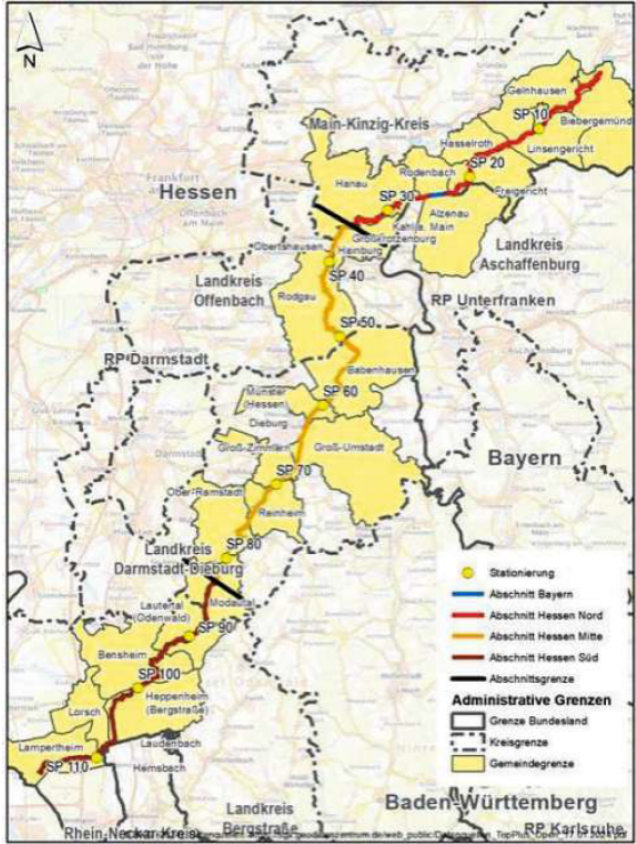 N
Gelnhausen
SP 10
Biebergemünd
Main-Kinzig-Kreis
Hasselroth
Linsengericht
SP 20
Rodenbach
Hanau
Freigericht
Hessen
SP 30
Alzenau
Kahl a. Main
Großkrotzenburg
Obertshausen
Hainburg
Landkreis
Aschaffenburg
SP 40
Landkreis
Offenbach
Rodgau
RP Unterfranken
SP 50
RP Darmstadt
Babenhausen
Münster
(Hessen)
SP 60
Dieburg
Groß-Zimmern
Groß-Umstadt
Bayern
SP 70
Ober-Ramstadt
Reinheim
SP 80
Landkreis
Darmstadt-Dieburg
Modautal
Lautertal
(Odenwald)
SP 90
Bensheim
SP 100
Heppenheim
(Bergstraße)
Lorsch
Laudenbach
Lampertheim
SP 110
Hemsbach
Landkreis
Bergstraße
Rhein-Neckar-Kreis
Baden-Württemberg
RP Karlsruhe
Stationierung
Abschnitt Bayern
Abschnitt Hessen Nord
Abschnitt Hessen Mitte
Abschnitt Hessen Süd
Abschnittsgrenze
Administrative Grenzen
Grenze Bundesland
Kreisgrenze
Gemeindegrenze